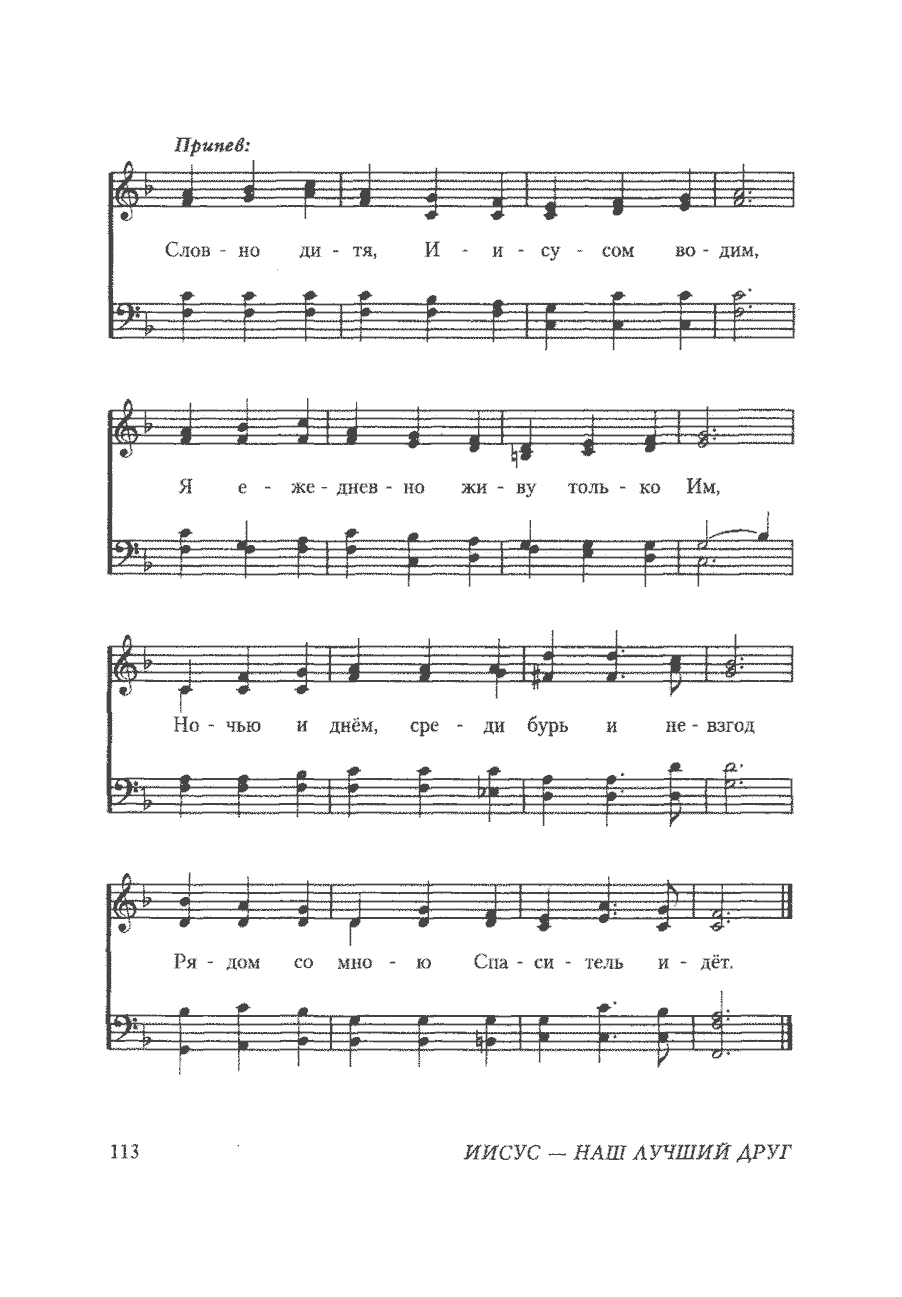 Припев:
Слов - но ди - тя, И - и - су - сом во - дим,
Я е - же - днев - но жи - ву толь - ко Им,
Но - чью и днём, сре - ди бурь и не - взгод
Ря - дом со мно - ю Спа - си - тель и - дёт.
113 ИИСУС — НАШ ЛУЧШИЙ ДРУГ